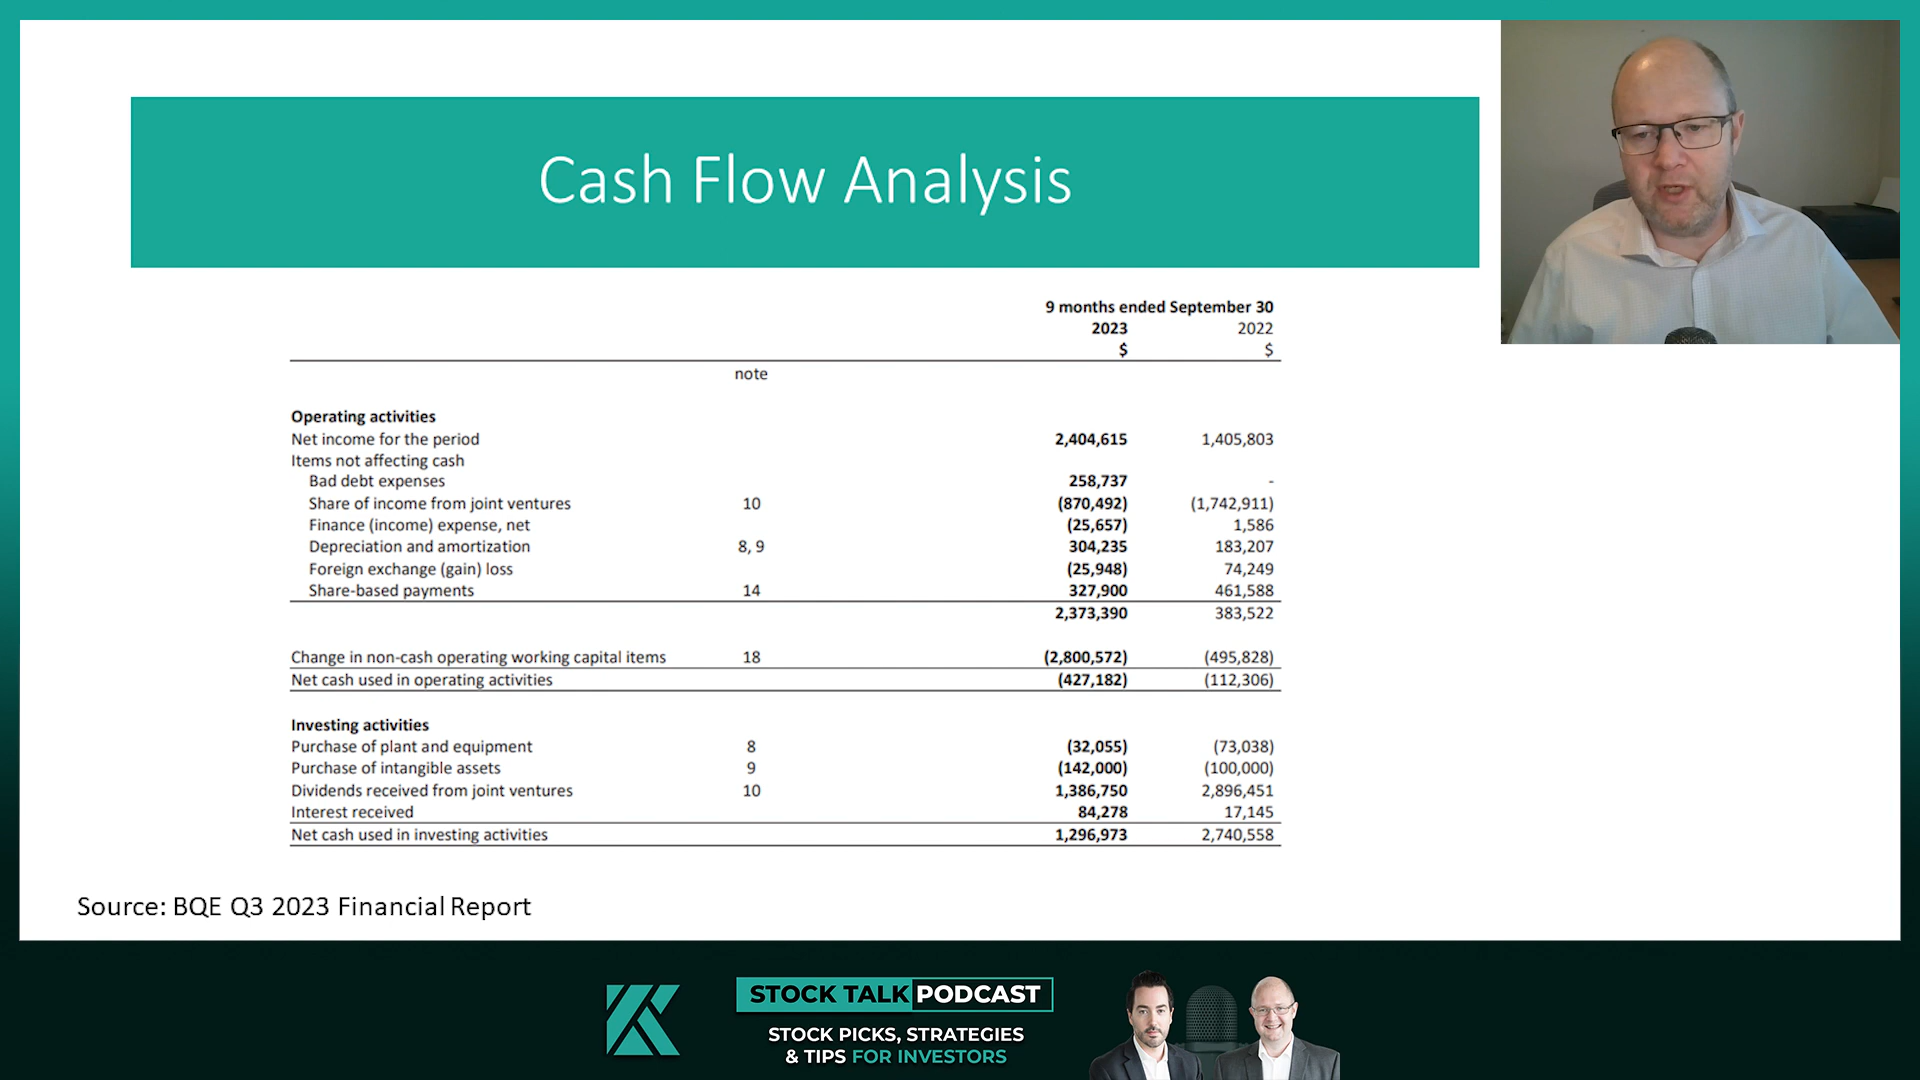 Cash Flow Analysis
9 months ended September 30
2023 2022
$ $
note
Operating activities
Net income for the period 2,404,615 1,405,803
Items not affecting cash
Bad debt expenses 258,737 -
Share of income from joint ventures 10 (870,492) (1,742,911)
Finance (income) expense, net (25,657) 1,586
Depreciation and amortization 8, 9 304,235 183,207
Foreign exchange (gain) loss (25,948) 74,249
Share-based payments 14 327,900 461,588
2,373,390 383,522
Change in non-cash operating working capital items 18 (2,800,572) (495,828)
Net cash used in operating activities (427,182) (112,306)
Investing activities
Purchase of plant and equipment 8 (32,055) (73,038)
Purchase of intangible assets 9 (142,000) (100,000)
Dividends received from joint ventures 10 1,386,750 2,896,451
Interest received 84,278 17,145
Net cash used in investing activities 1,296,973 2,740,558
Source: BQE Q3 2023 Financial Report
STOCK TALK PODCAST
STOCK PICKS, STRATEGIES
& TIPS FOR INVESTORS